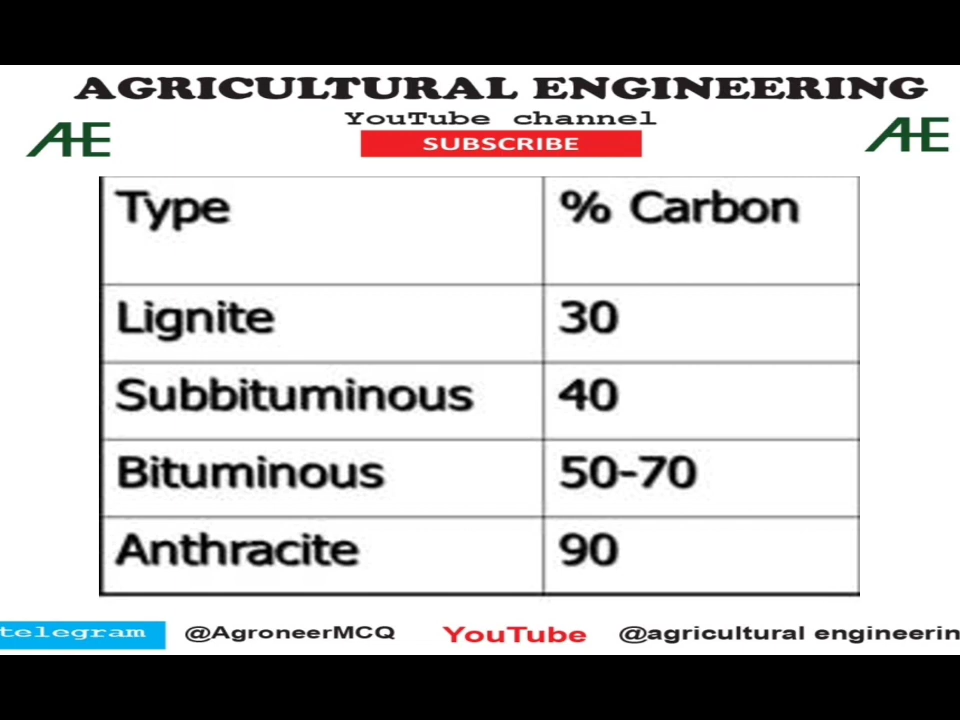 AGRICULTURAL ENGINEERING
YouTube channel
SUBSCRIBE
AE
AE
Type % Carbon
Lignite 30
Subbituminous 40
Bituminous 50-70
Anthracite 90
telegram @AgroneerMCQ YouTube @agricultural engineerin